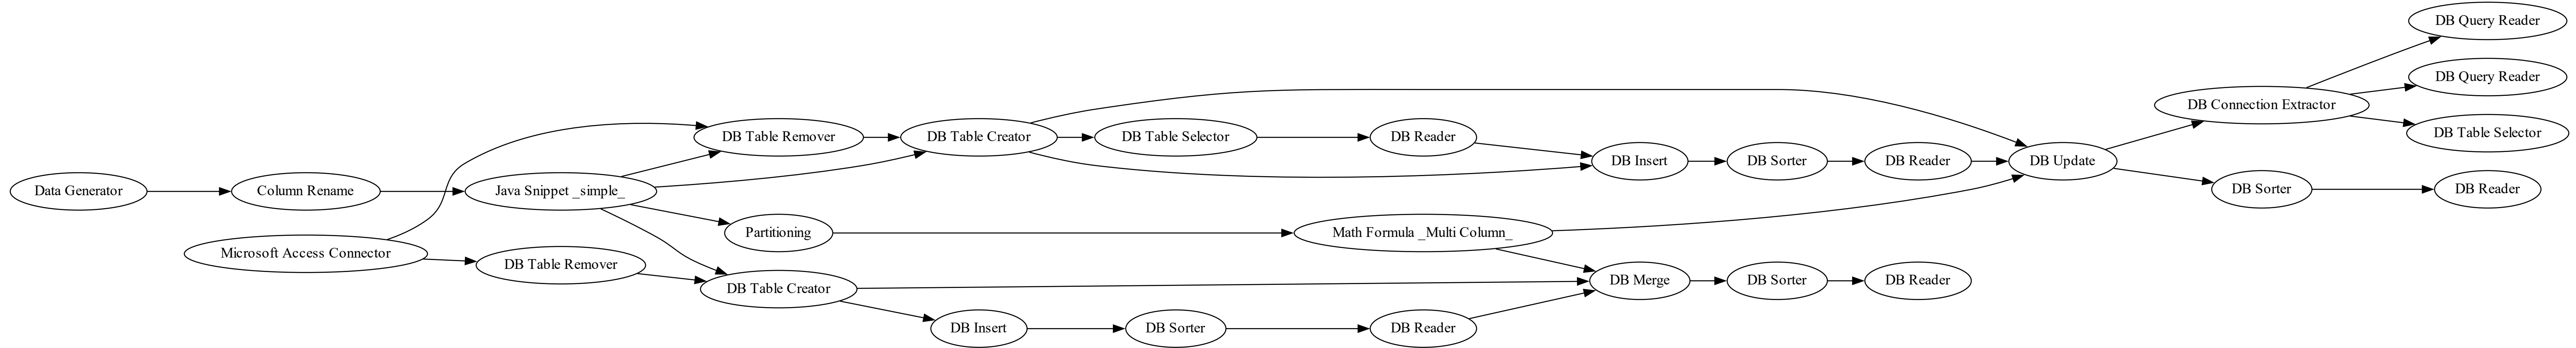 DB Query Reader
DB Query Reader
DB Connection Extractor
DB Table Remover
DB Table Creator
DB Table Selector
DB Reader
DB Table Selector
DB Insert
DB Sorter
DB Reader
DB Update
Data Generator
Column Rename
Java Snippet _simple_
DB Sorter
DB Reader
Partitioning
Math Formula _Multi Column_
Microsoft Access Connector
DB Table Remover
DB Table Creator
DB Merge
DB Sorter
DB Reader
DB Insert
DB Sorter
DB Reader